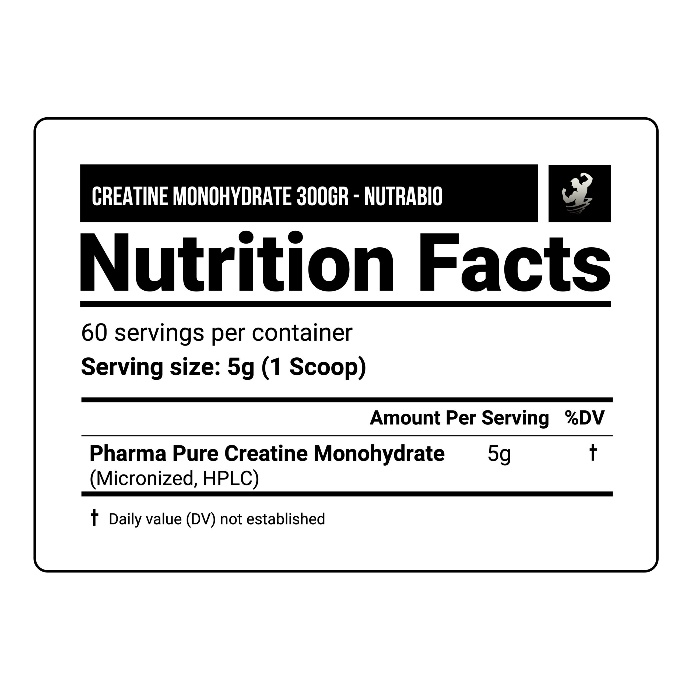 CREATINE MONOHYDRATE 300GR - NUTRABIO
Nutrition Facts
60 servings per container
Serving size: 5g (1 Scoop)
Amount Per Serving %DV
Pharma Pure Creatine Monohydrate 5g †
(Micronized, HPLC)
† Daily value (DV) not established